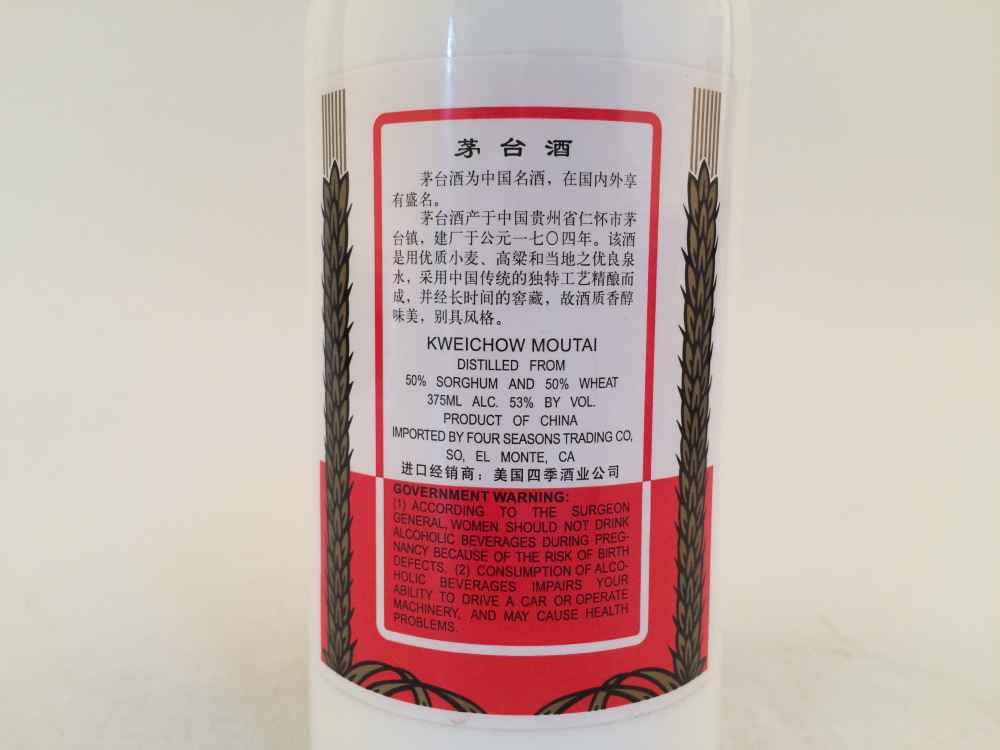 茅台酒
茅台酒为中国名酒，在国内外享
有盛名。
茅台酒产于中国贵州省仁怀市茅
台镇，建厂于公元一七〇四年。该酒
是用优质小麦、高粱和当地之优良泉
水，采用中国传统的独特工艺精酿而
成，并经长时间的窖藏，故酒质香醇
味美，别具风格。
KWEICHOW MOUTAI
DISTILLED FROM
50% SORGHUM AND 50% WHEAT
375ML ALC. 53% BY VOL.
PRODUCT OF CHINA
IMPORTED BY FOUR SEASONS TRADING CO,
SO, EL MONTE, CA
进口经销商：美国四季酒业公司
GOVERNMENT WARNING:
(1) ACCORDING TO THE SURGEON
GENERAL, WOMEN SHOULD NOT DRINK
ALCOHOLIC BEVERAGES DURING PREG-
NANCY BECAUSE OF THE RISK OF BIRTH
DEFECTS. (2) CONSUMPTION OF ALCO-
HOLIC BEVERAGES IMPAIRS YOUR
ABILITY TO DRIVE A CAR OR OPERATE
MACHINERY, AND MAY CAUSE HEALTH
PROBLEMS.